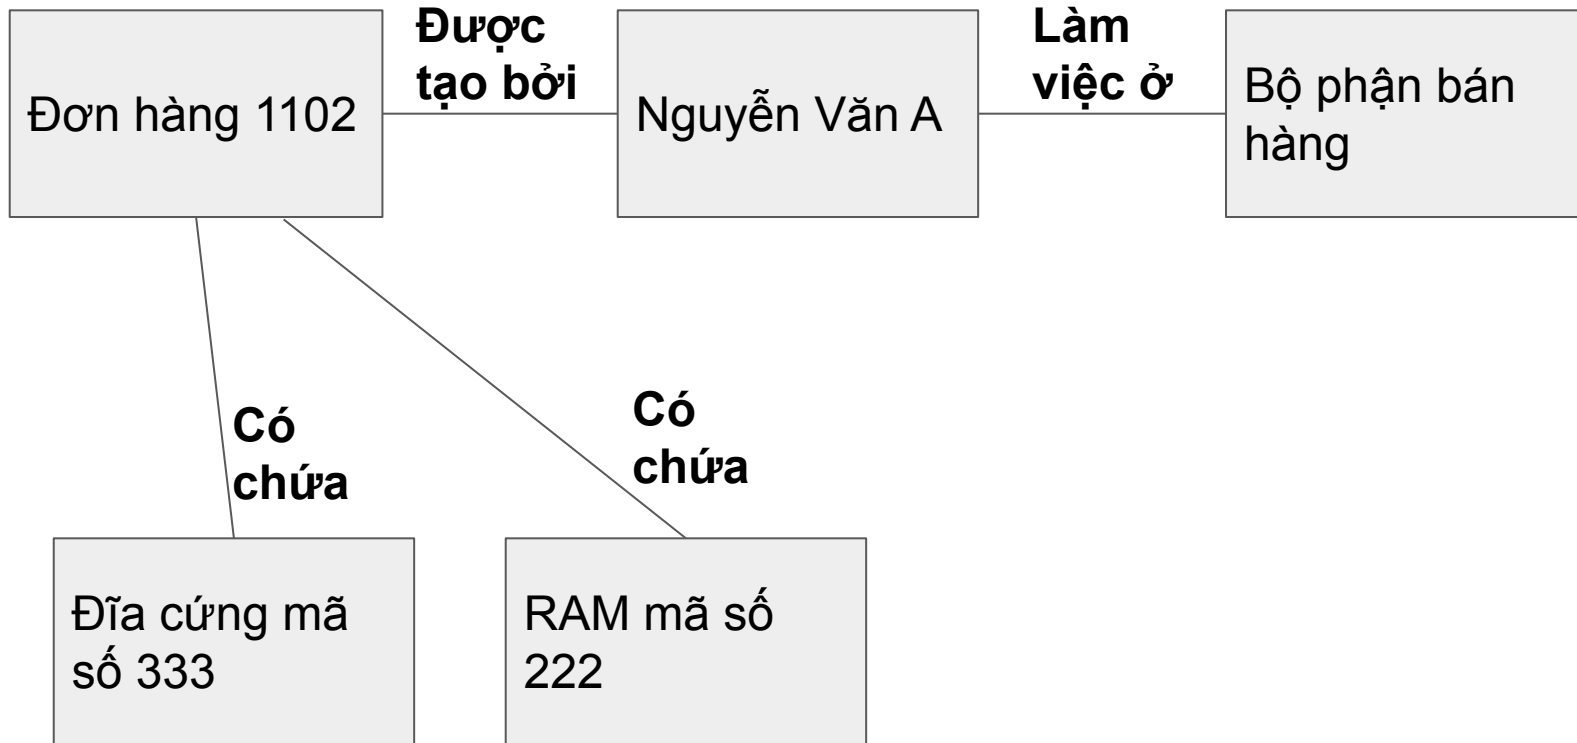 Đơn hàng 1102
Được
tạo bởi
Nguyễn Văn A
Làm
việc ở
Bộ phận bán
hàng
Có
chứa
Có
chứa
Đĩa cứng mã
số 333
RAM mã số
222